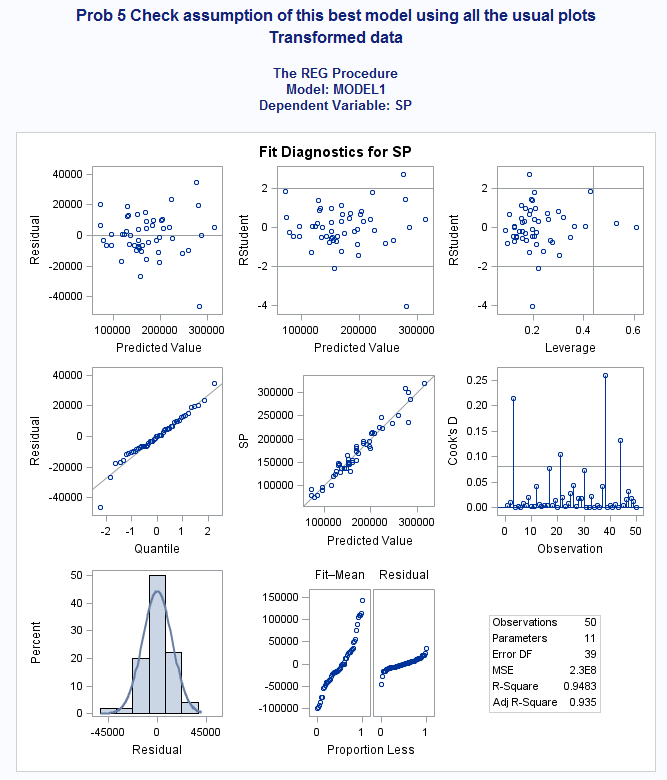 Prob 5 Check assumption of this best model using all the usual plots
Transformed data
The REG Procedure
Model: MODEL1
Dependent Variable: SP
Fit Diagnostics for SP
40000
20000
0
-20000
-40000
Residual
100000 200000 300000
Predicted Value
2
0
-2
-4
RStudent
100000 200000 300000
Predicted Value
2
0
-2
-4
RStudent
0.2 0.4 0.6
Leverage
40000
20000
0
-20000
-40000
Residual
-2 -1 0 1 2
Quantile
300000
250000
200000
150000
100000
SP
100000 200000 300000
Predicted Value
0.25
0.20
0.15
0.10
0.05
0.00
Cook's D
0 10 20 30 40 50
Observation
50
40
30
20
10
0
Percent
-45000 0 45000
Residual
Fit–Mean Residual
150000
100000
50000
0
-50000
-100000
0 1 0 1
Proportion Less
Observations 50
Parameters 11
Error DF 39
MSE 2.3E8
R-Square 0.9483
Adj R-Square 0.935